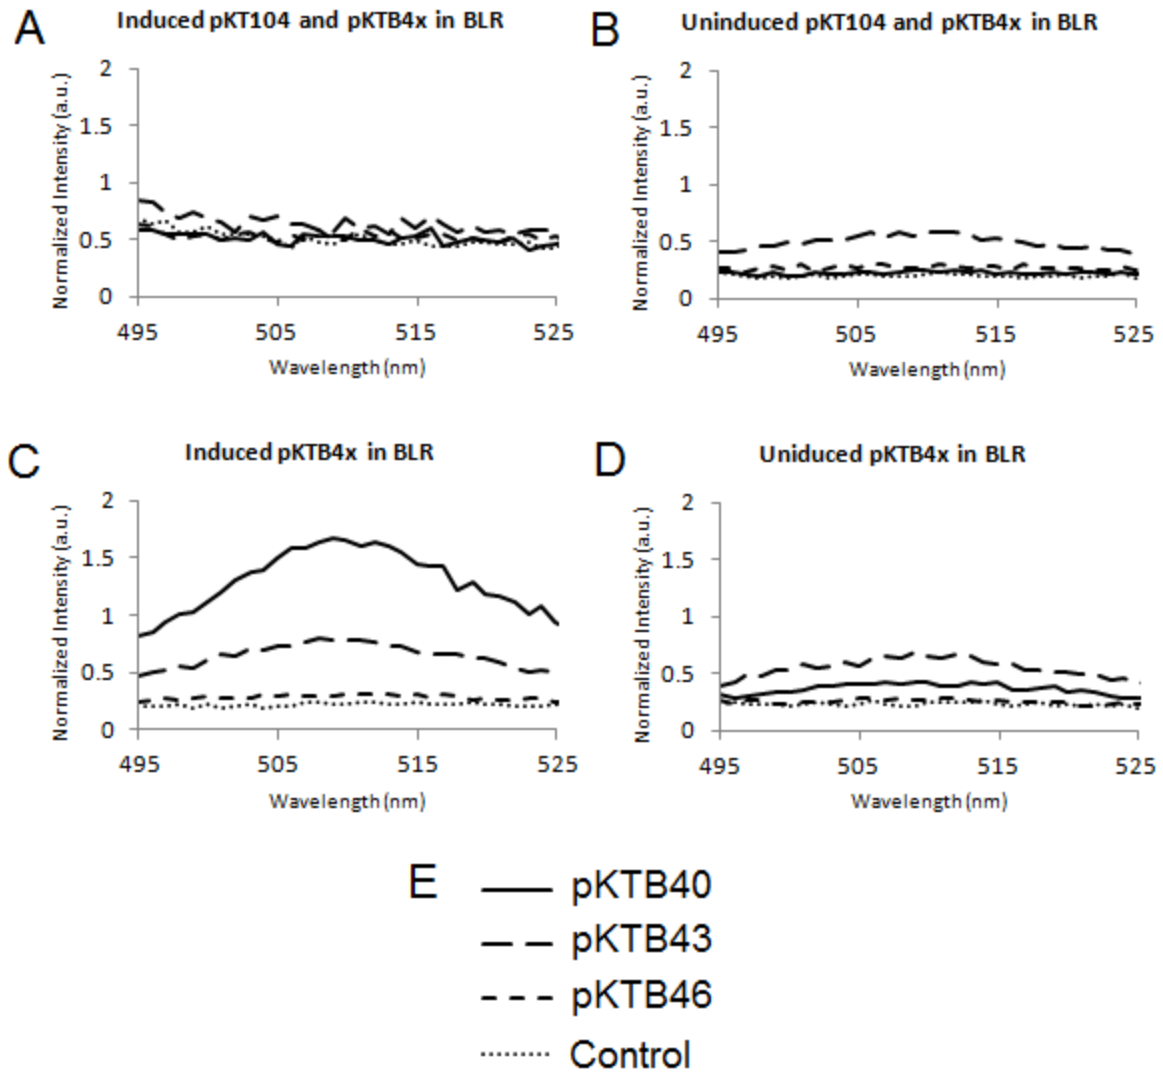 A
Induced pKT104 and pKTB4x in BLR
Normalized Intensity (a.u.)
2
1.5
1
0.5
0
495
505
515
525
Wavelength (nm)
B
Uninduced pKT104 and pKTB4x in BLR
Normalized Intensity (a.u.)
2
1.5
1
0.5
0
495
505
515
525
Wavelength (nm)
C
Induced pKTB4x in BLR
Normalized Intensity (a.u.)
2
1.5
1
0.5
0
495
505
515
525
Wavelength (nm)
D
Uniduced pKTB4x in BLR
Normalized Intensity (a.u.)
2
1.5
1
0.5
0
495
505
515
525
Wavelength (nm)
E
pKTB40
pKTB43
pKTB46
Control